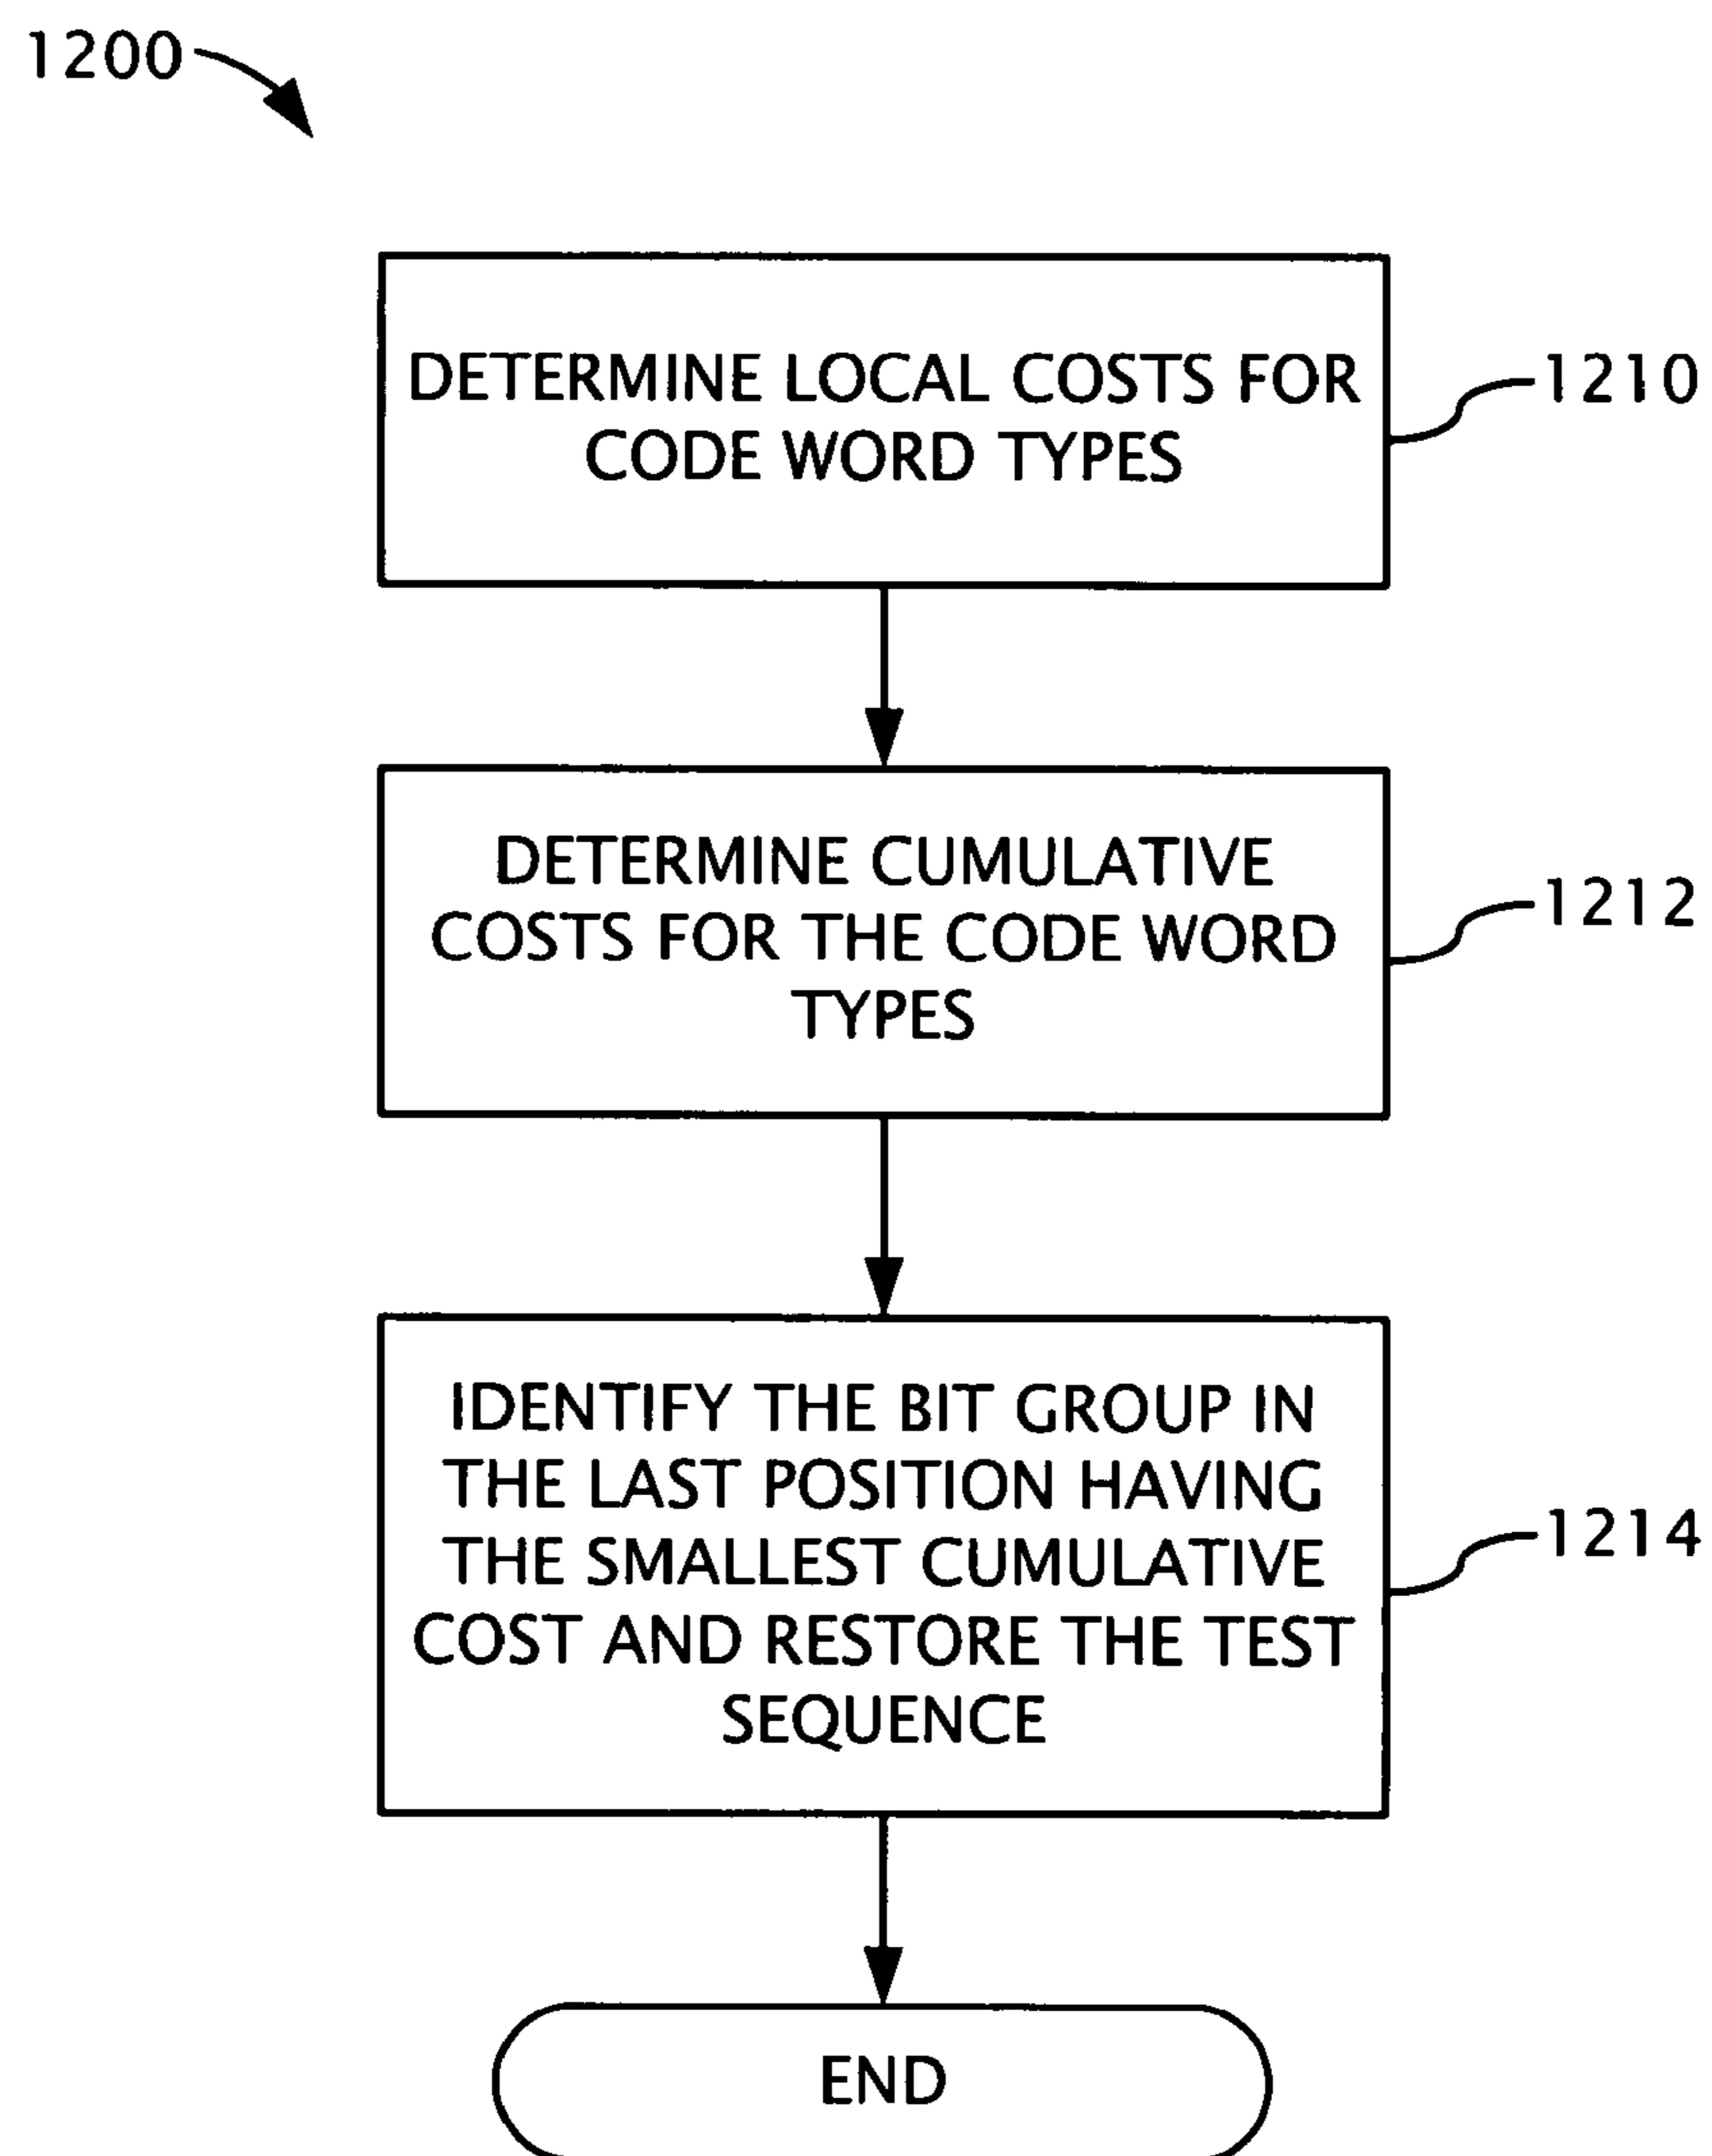 1200
DETERMINE LOCAL COSTS FOR
CODE WORD TYPES
1210
DETERMINE CUMULATIVE
COSTS FOR THE CODE WORD
TYPES
1212
IDENTIFY THE BIT GROUP IN
THE LAST POSITION HAVING
THE SMALLEST CUMULATIVE
COST AND RESTORE THE TEST
SEQUENCE
1214
END